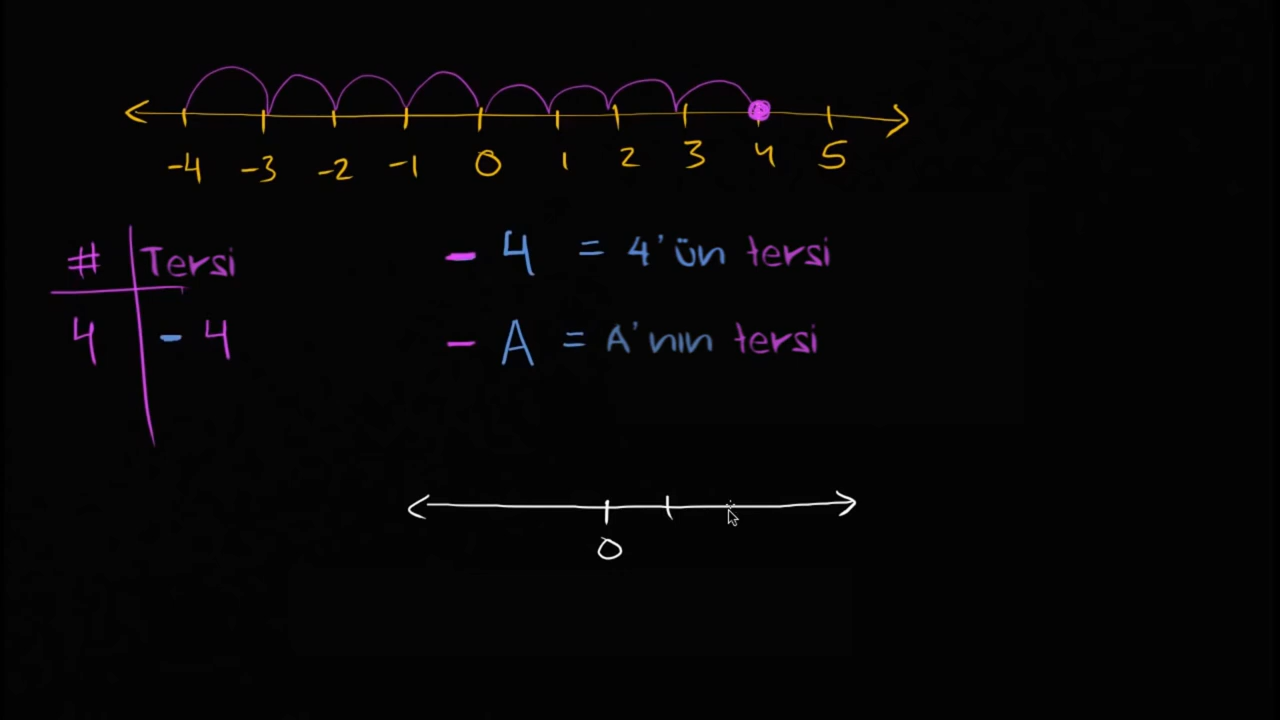 -4 -3 -2 -1 0 1 2 3 4 5
# Tersi
4 - 4
- 4 = 4'ün tersi
- A = A'nın tersi
0